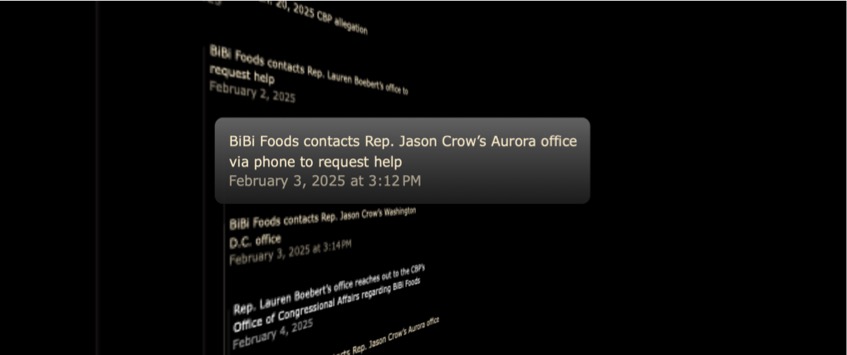 20, 2025 CBP allegation
BiBi Foods contacts Rep. Lauren Boebert's office to
request help
February 2, 2025
BiBi Foods contacts Rep. Jason Crow's Aurora office
via phone to request help
February 3, 2025 at 3:12 PM
BiBi Foods contacts Rep. Jason Crow's Washington
D.C. office
February 3, 2025 at 3:14 PM
Rep. Lauren Boebert's office reaches out to the CBP's
Office of Congressional Affairs regarding BiBi Foods
February 4, 2025
Rep. Jason Crow's Aurora office